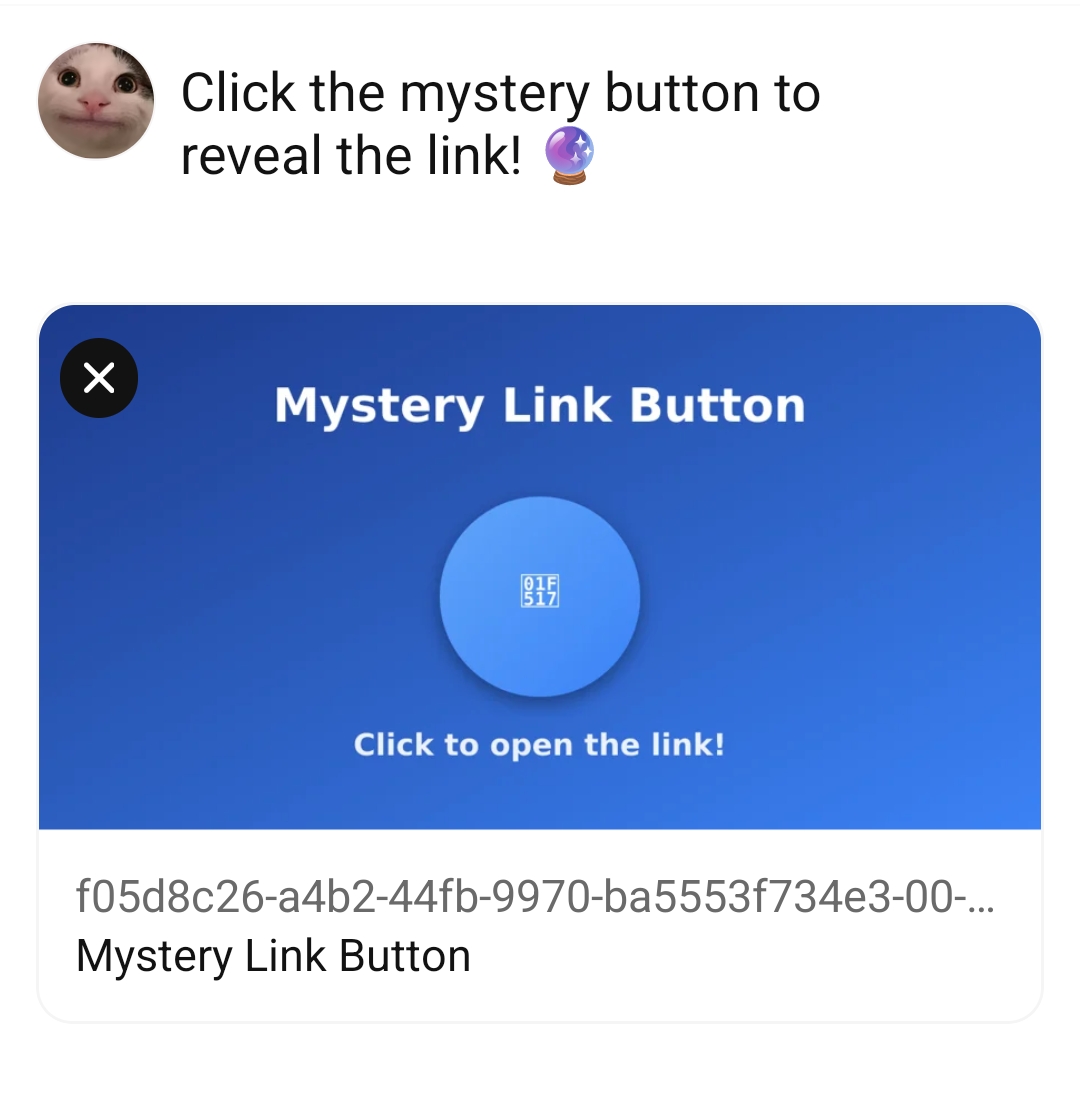 Click the mystery button to
reveal the link! 🔮
Mystery Link Button
01F
517
Click to open the link!
f05d8c26-a4b2-44fb-9970-ba5553f734e3-00-...
Mystery Link Button